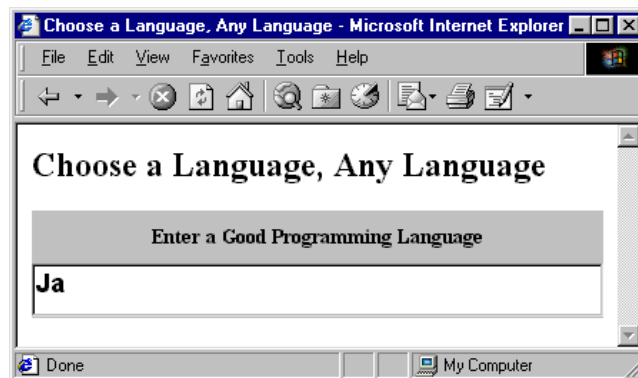 Choose a Language, Any Language - Microsoft Internet Explorer
File Edit View Favorites Tools Help
Choose a Language, Any Language
Enter a Good Programming Language
Ja
Done My Computer